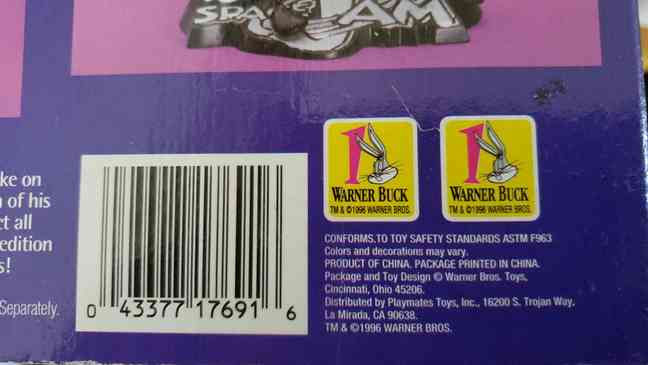 SPACE JAM
1
WARNER BUCK
TM & ©1996 WARNER BROS.
1
WARNER BUCK
TM & ©1996 WARNER BROS.
ke on
of his
ct all
edition
s!
Separately.
0 43377 17691 6
CONFORMS.TO TOY SAFETY STANDARDS ASTM F963
Colors and decorations may vary.
PRODUCT OF CHINA. PACKAGE PRINTED IN CHINA.
Package and Toy Design © Warner Bros. Toys,
Cincinnati, Ohio 45206.
Distributed by Playmates Toys, Inc., 16200 S. Trojan Way.
La Mirada, CA 90638.
TM & ©1996 WARNER BROS.